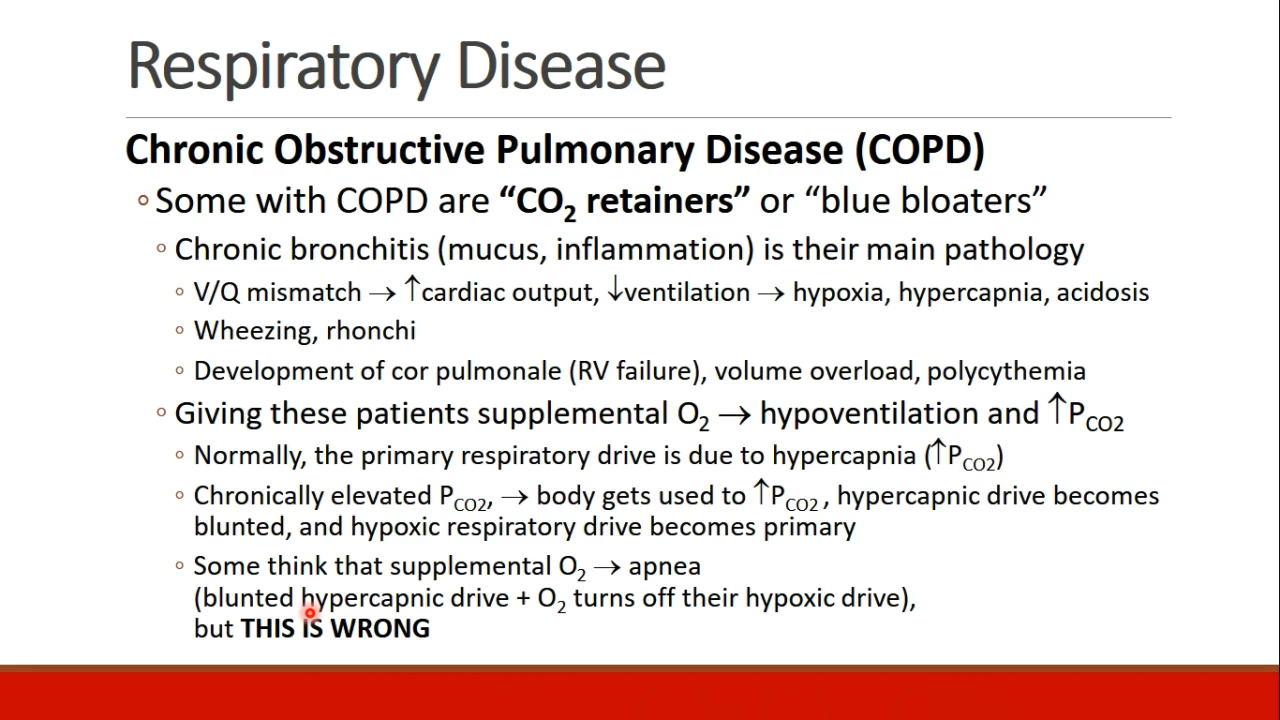 Respiratory Disease
Chronic Obstructive Pulmonary Disease (COPD)
◦ Some with COPD are “CO₂ retainers” or “blue bloaters”
◦ Chronic bronchitis (mucus, inflammation) is their main pathology
◦ V/Q mismatch → ↑cardiac output, ↓ventilation → hypoxia, hypercapnia, acidosis
◦ Wheezing, rhonchi
◦ Development of cor pulmonale (RV failure), volume overload, polycythemia
◦ Giving these patients supplemental O₂ → hypoventilation and ↑PCO2
◦ Normally, the primary respiratory drive is due to hypercapnia (↑PCO2)
◦ Chronically elevated PCO2, → body gets used to ↑PCO2 , hypercapnic drive becomes
blunted, and hypoxic respiratory drive becomes primary
◦ Some think that supplemental O₂ → apnea
(blunted hypercapnic drive + O₂ turns off their hypoxic drive),
but THIS IS WRONG